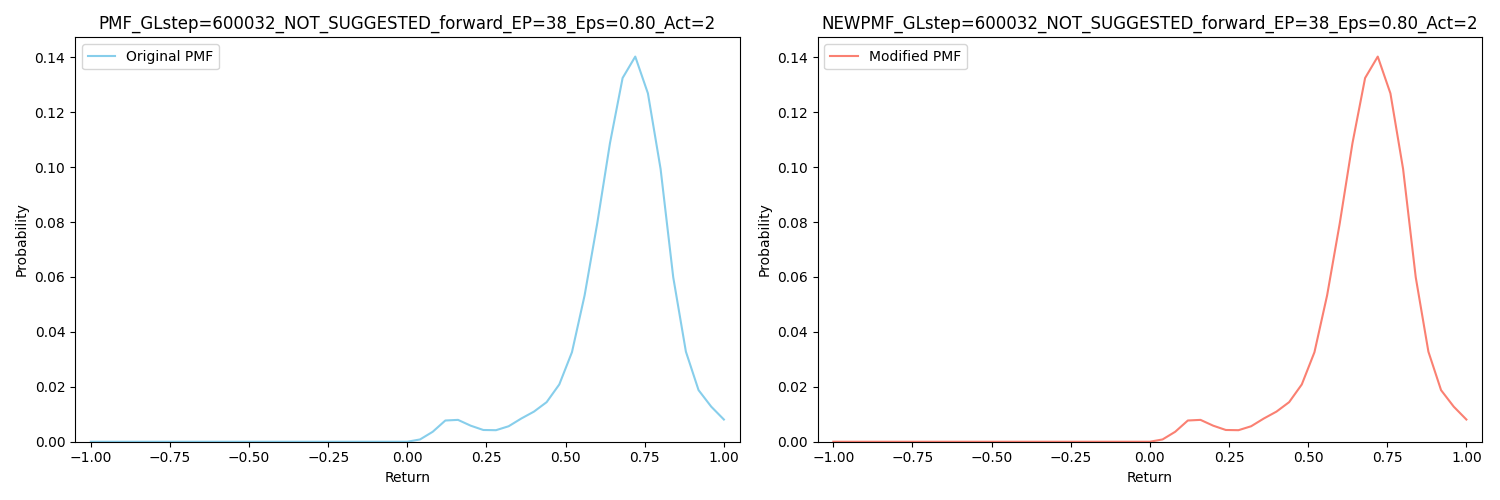 PMF_GLstep=600032_NOT_SUGGESTED_forward_EP=38_Eps=0.80_Act=2
Original PMF
Probability
0.14
0.12
0.10
0.08
0.06
0.04
0.02
0.00
−1.00 −0.75 −0.50 −0.25 0.00 0.25 0.50 0.75 1.00
Return
NEWPMF_GLstep=600032_NOT_SUGGESTED_forward_EP=38_Eps=0.80_Act=2
Modified PMF
Probability
0.14
0.12
0.10
0.08
0.06
0.04
0.02
0.00
−1.00 −0.75 −0.50 −0.25 0.00 0.25 0.50 0.75 1.00
Return